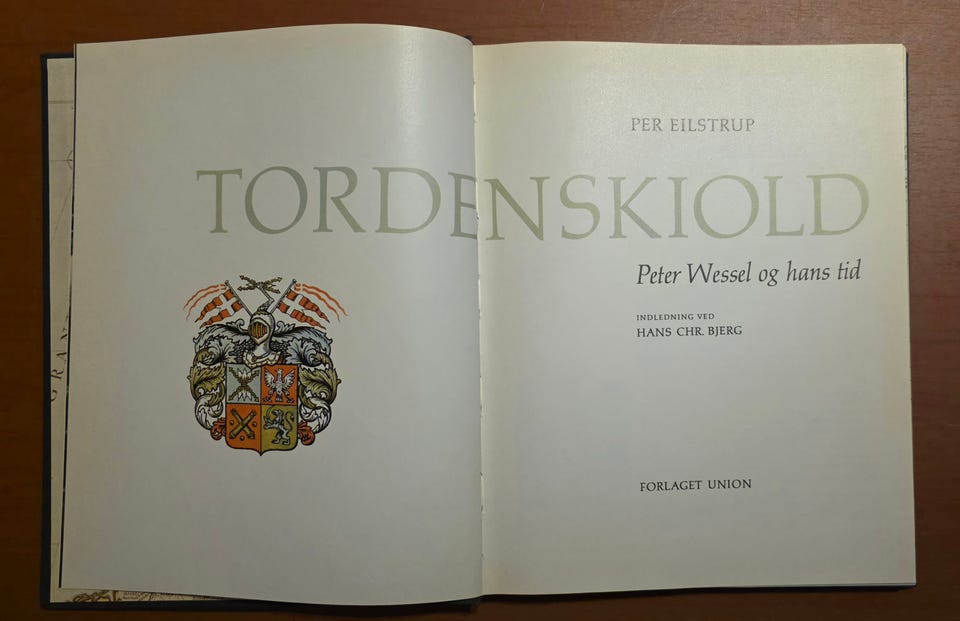 PER EILSTRUP
TORDENSKIOLD
Peter Wessel og hans tid
INDLEDNING VED
HANS CHR. BJERG
FORLAGET UNION